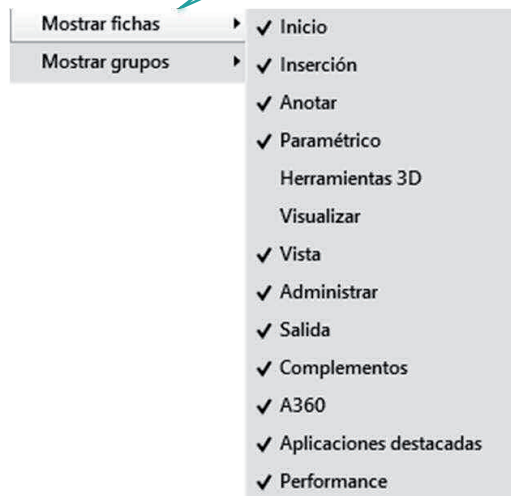 Mostrar fichas
Mostrar grupos
Inicio
Inserción
Anotar
Paramétrico
Herramientas 3D
Visualizar
Vista
Administrar
Salida
Complementos
A360
Aplicaciones destacadas
Performance